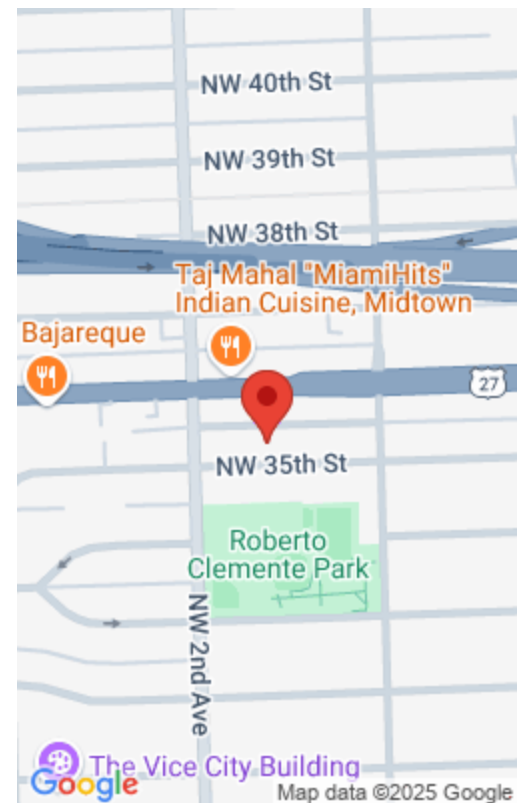 NW 40th St
NW 39th St
NW 38th St
Taj Mahal "MiamiHits"
Indian Cuisine, Midtown
Bajareque
27
NW 35th St
Roberto
Clemente Park
NW 2nd Ave
The Vice City Building
Google
Map data ©2025 Google